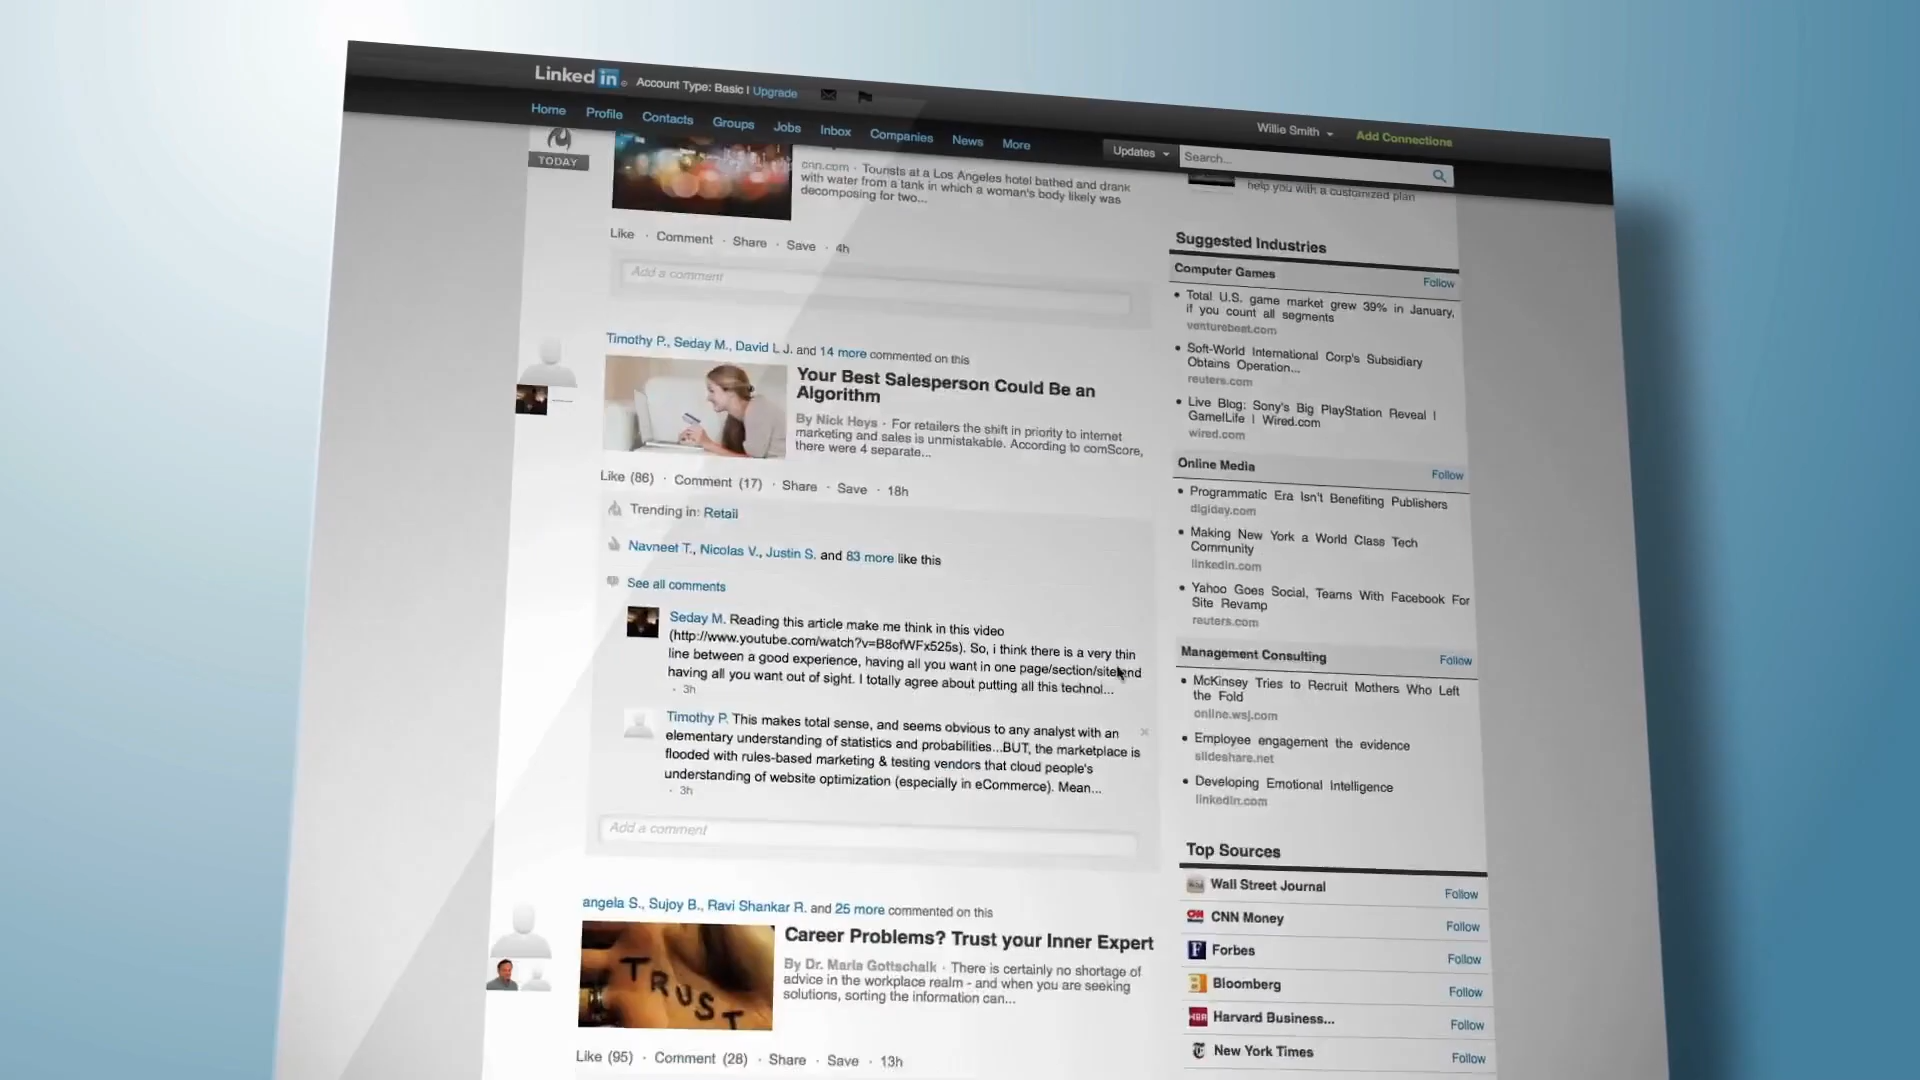 Linked in
Account Type: Basic | Upgrade
Willie Smith
Add Connections
Home Profile Contacts Groups Jobs Inbox Companies News More
Updates
Search...
TODAY
cnn.com · Tourists at a Los Angeles hotel bathed and drank
with water from a tank in which a woman's body likely was
decomposing for two...
Like · Comment · Share · Save · 4h
Add a comment
Timothy P., Seday M., David L J. and 14 more commented on this
Your Best Salesperson Could Be an
Algorithm
By Nick Hays · For retailers the shift in priority to internet
marketing and sales is unmistakable. According to comScore,
there were 4 separate...
Like (86) · Comment (17) · Share · Save · 18h
Trending in: Retail
Navneet T., Nicolas V., Justin S. and 83 more like this
See all comments
Seday M. Reading this article make me think in this video
(http://www.youtube.com/watch?v=B8ofWFx525s). So, i think there is a very thin
line between a good experience, having all you want in one page/section/site and
having all you want out of sight. I totally agree about putting all this technol...
· 3h
Timothy P. This makes total sense, and seems obvious to any analyst with an
elementary understanding of statistics and probabilities...BUT, the marketplace is
flooded with rules-based marketing & testing vendors that cloud people's
understanding of website optimization (especially in eCommerce). Mean...
· 3h
Add a comment
angela S., Sujoy B., Ravi Shankar R. and 25 more commented on this
TRUST
Career Problems? Trust your Inner Expert
By Dr. Marla Gottschalk · There is certainly no shortage of
advice in the workplace realm - and when you are seeking
solutions, sorting the information can...
Like (95) · Comment (28) · Share · Save · 13h
help you with a customized plan
Suggested Industries
Computer Games Follow
• Total U.S. game market grew 39% in January,
if you count all segments
venturebeat.com
• Soft-World International Corp's Subsidiary
Obtains Operation...
reuters.com
• Live Blog: Sony's Big PlayStation Reveal |
GameLife | Wired.com
wired.com
Online Media Follow
• Programmatic Era Isn't Benefiting Publishers
digiday.com
• Making New York a World Class Tech
Community
linkedin.com
• Yahoo Goes Social, Teams With Facebook For
Site Revamp
reuters.com
Management Consulting Follow
• McKinsey Tries to Recruit Mothers Who Left
the Fold
online.wsj.com
• Employee engagement the evidence
slideshare.net
• Developing Emotional Intelligence
linkedin.com
Top Sources
Wall Street Journal Follow
CNN Money Follow
Forbes Follow
Bloomberg Follow
Harvard Business... Follow
New York Times Follow